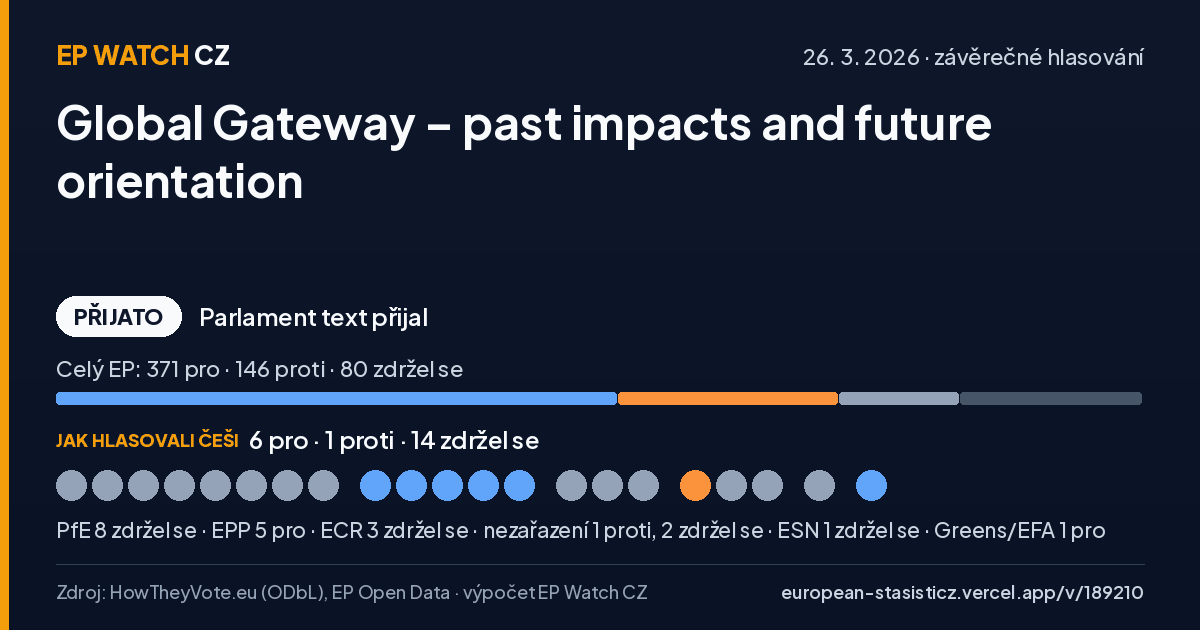 EP WATCH CZ
26. 3. 2026 · závěrečné hlasování
Global Gateway – past impacts and future
orientation
PŘIJATO
Parlament text přijal
Celý EP: 371 pro · 146 proti · 80 zdržel se
JAK HLASOVALI ČEŠI 6 pro · 1 proti · 14 zdržel se
PfE 8 zdržel se · EPP 5 pro · ECR 3 zdržel se · nezařazení 1 proti, 2 zdržel se · ESN 1 zdržel se · Greens/EFA 1 pro
Zdroj: HowTheyVote.eu (ODbL), EP Open Data · výpočet EP Watch CZ
european-stasisticz.vercel.app/v/189210